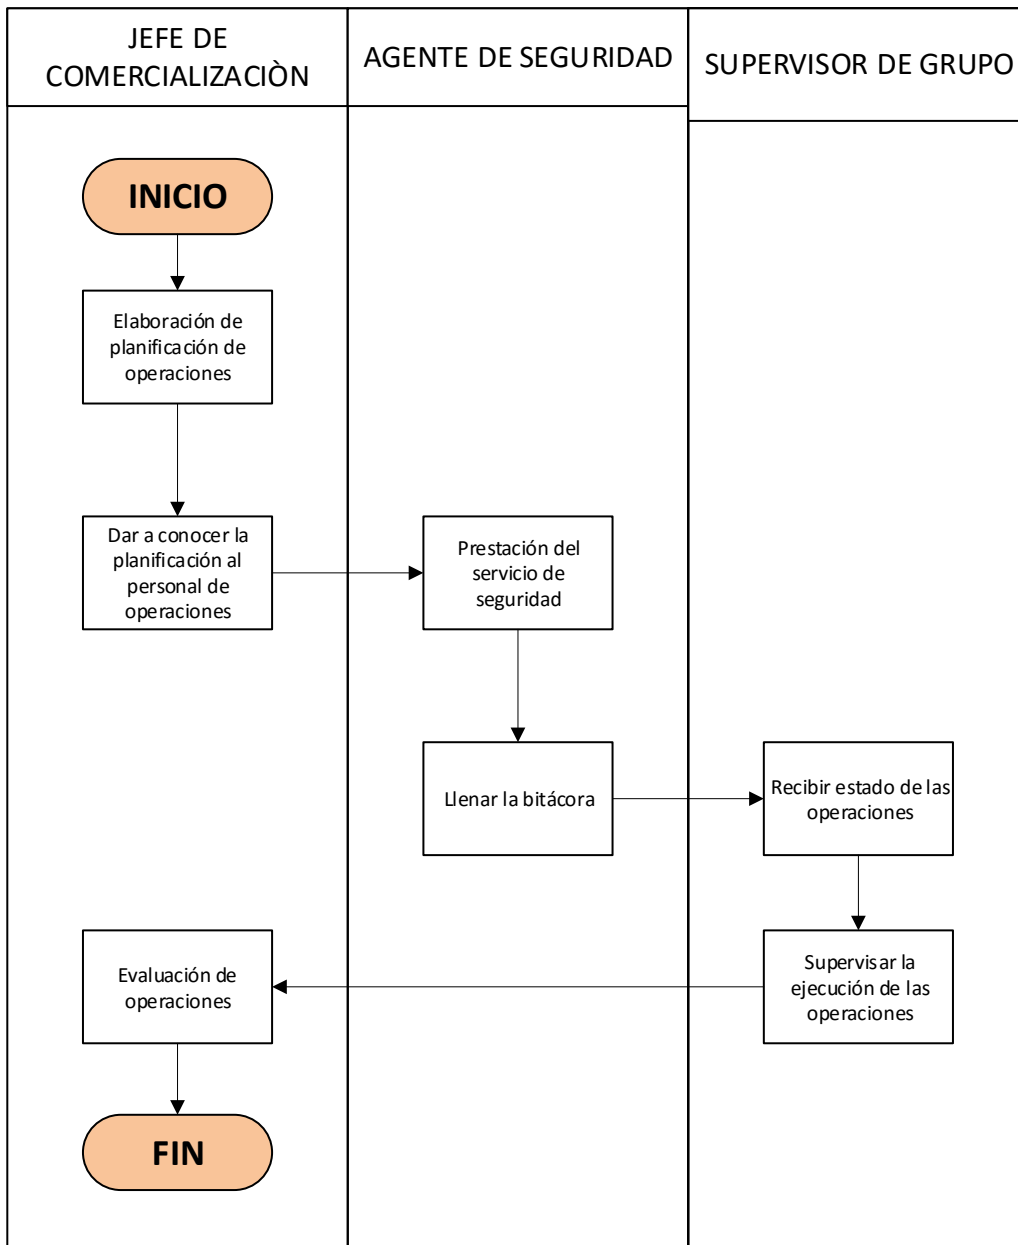 JEFE DE
COMERCIALIZACIÒN
AGENTE DE SEGURIDAD
SUPERVISOR DE GRUPO
INICIO
Elaboración de
planificación de
operaciones
Dar a conocer la
planificación al
personal de
operaciones
Prestación del
servicio de
seguridad
Llenar la bitácora
Recibir estado de las
operaciones
Supervisar la
ejecución de las
operaciones
Evaluación de
operaciones
FIN